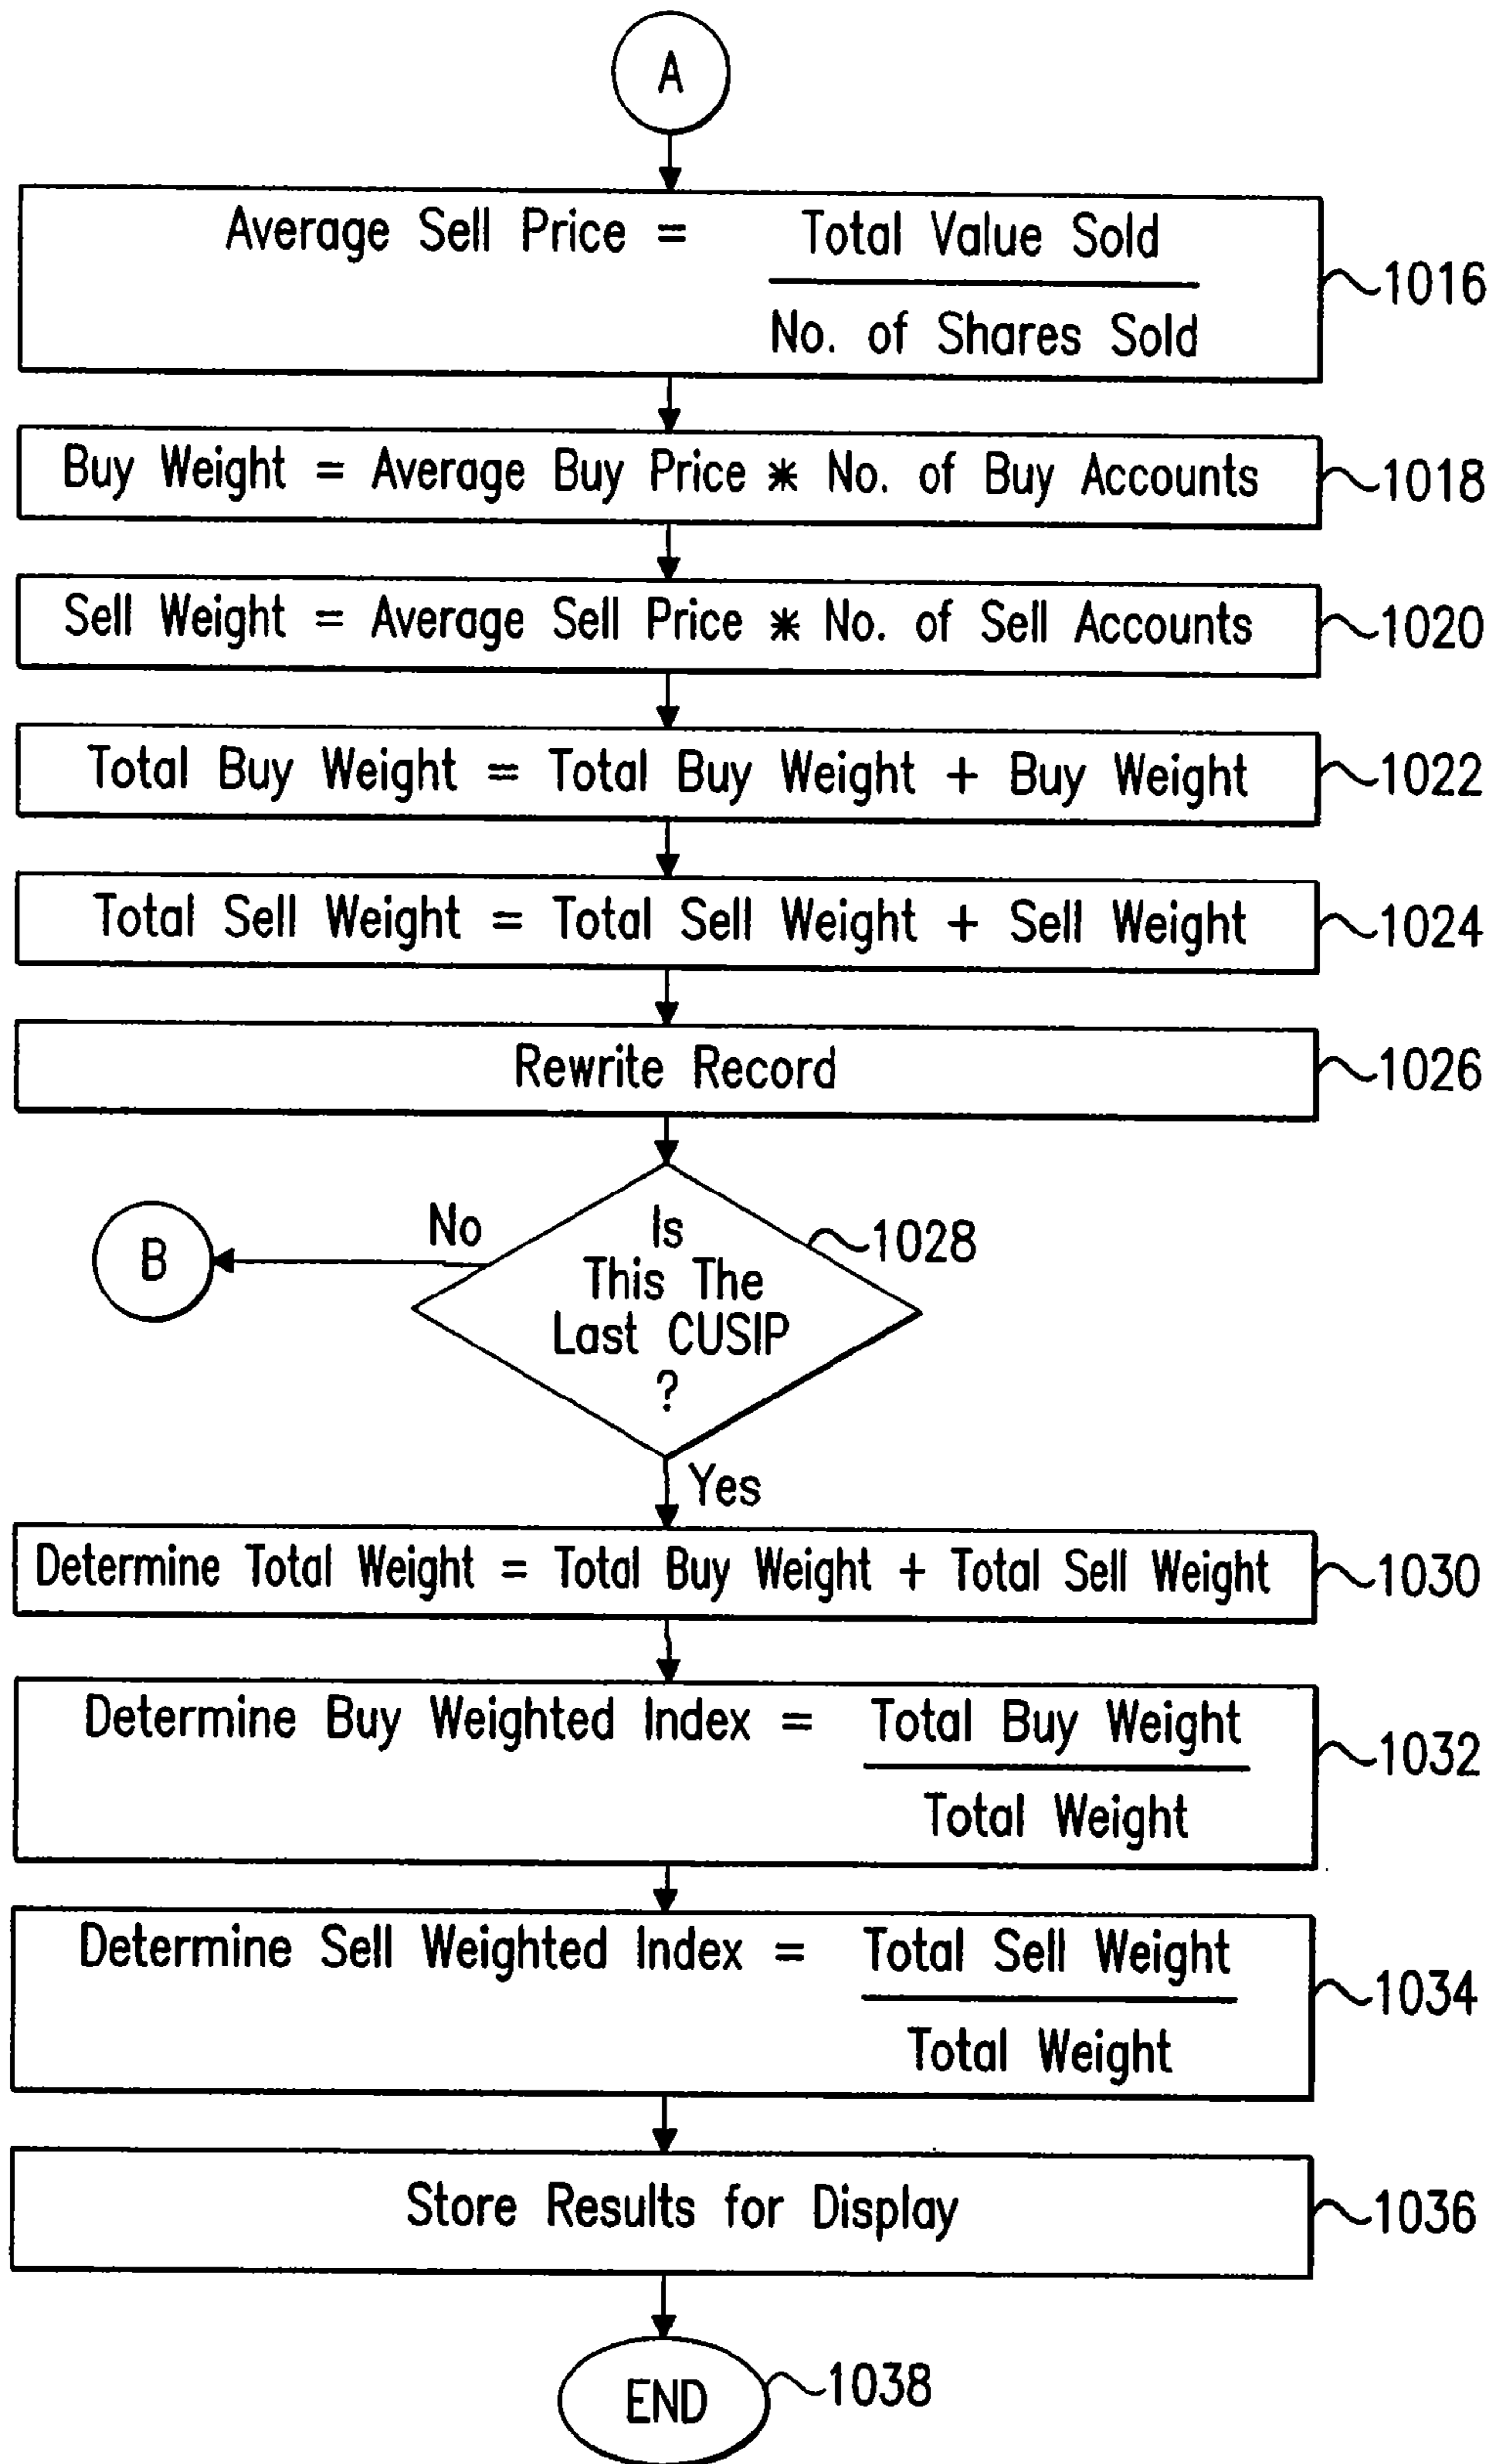 A
Average Sell Price = Total Value Sold
No. of Shares Sold
1016
Buy Weight = Average Buy Price * No. of Buy Accounts
1018
Sell Weight = Average Sell Price * No. of Sell Accounts
1020
Total Buy Weight = Total Buy Weight + Buy Weight
1022
Total Sell Weight = Total Sell Weight + Sell Weight
1024
Rewrite Record
1026
Is
This The
Last CUSIP
?
1028
No
B
Yes
Determine Total Weight = Total Buy Weight + Total Sell Weight
1030
Determine Buy Weighted Index = Total Buy Weight
Total Weight
1032
Determine Sell Weighted Index = Total Sell Weight
Total Weight
1034
Store Results for Display
1036
END
1038